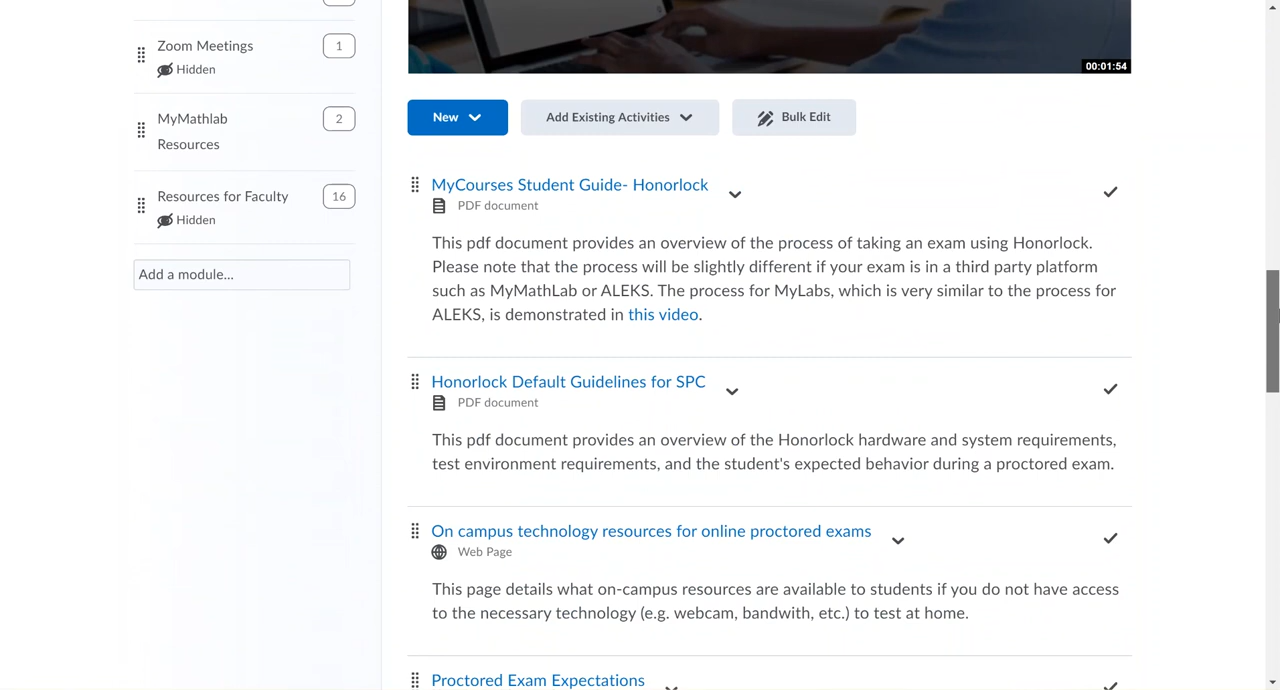 Zoom Meetings
1
Hidden
MyMathlab
Resources
2
Resources for Faculty
16
Hidden
Add a module...
00:01:54
New
Add Existing Activities
Bulk Edit
MyCourses Student Guide- Honorlock
PDF document
This pdf document provides an overview of the process of taking an exam using Honorlock.
Please note that the process will be slightly different if your exam is in a third party platform
such as MyMathLab or ALEKS. The process for MyLabs, which is very similar to the process for
ALEKS, is demonstrated in this video.
Honorlock Default Guidelines for SPC
PDF document
This pdf document provides an overview of the Honorlock hardware and system requirements,
test environment requirements, and the student's expected behavior during a proctored exam.
On campus technology resources for online proctored exams
Web Page
This page details what on-campus resources are available to students if you do not have access
to the necessary technology (e.g. webcam, bandwith, etc.) to test at home.
Proctored Exam Expectations